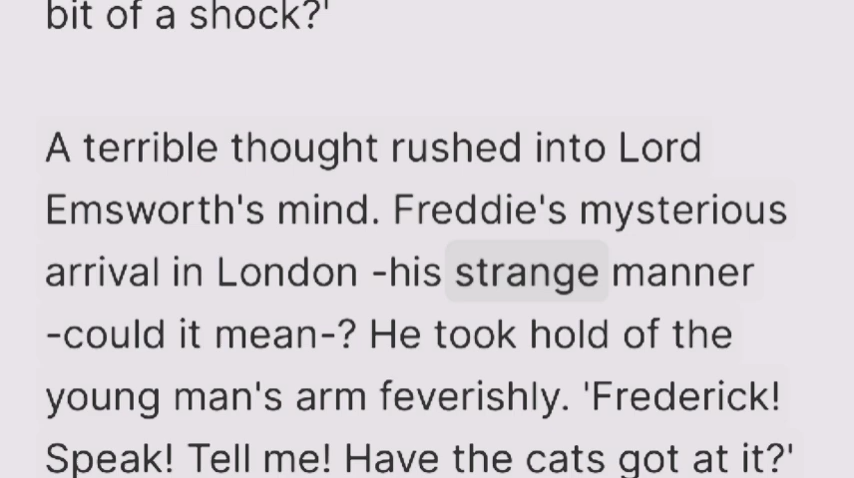 bit of a shock?'
A terrible thought rushed into Lord
Emsworth's mind. Freddie's mysterious
arrival in London -his strange manner
-could it mean-? He took hold of the
young man's arm feverishly. 'Frederick!
Speak! Tell me! Have the cats got at it?'